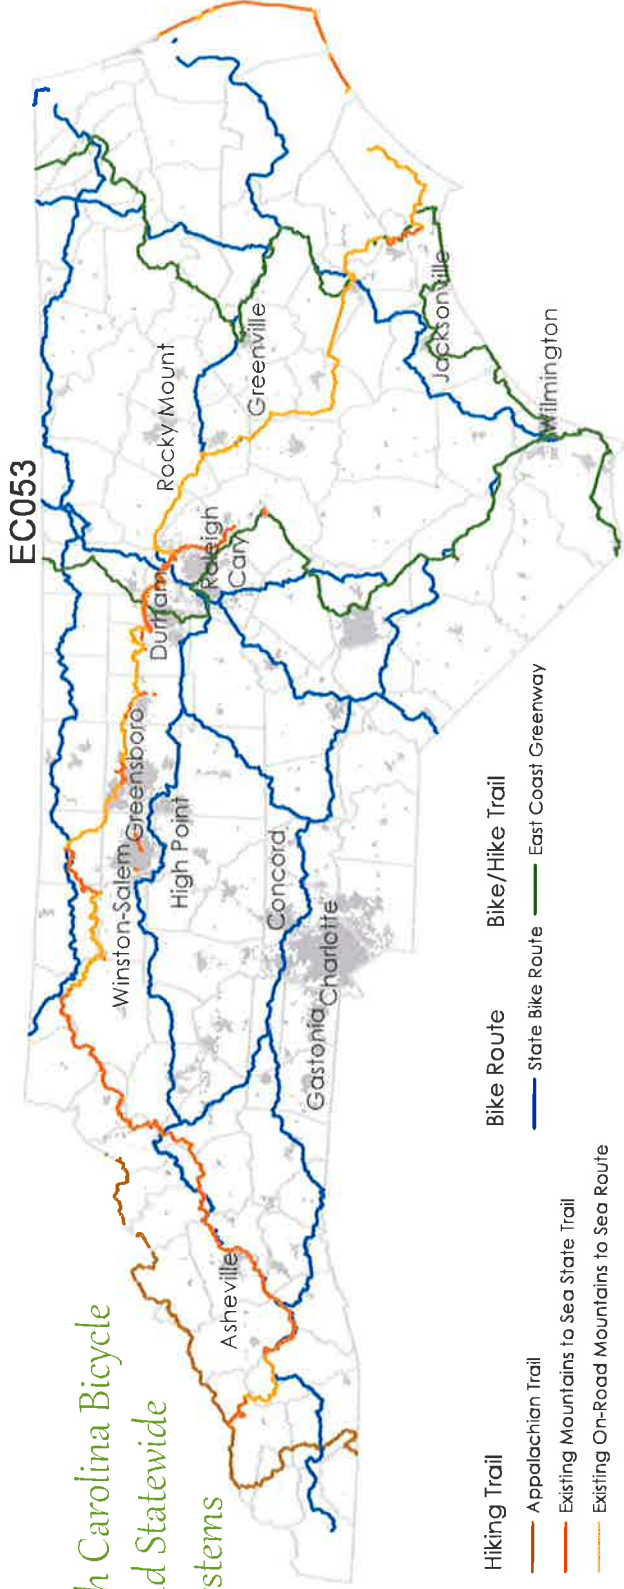 h Carolina Bicycle
d Statewide
stems
EC053
Rocky Mount
Greenville
Jacksonville
Wilmington
Raleigh
Cary
Durham
Greensboro
Winston-Salem
High Point
Concord
Charlotte
Gastonia
Asheville
Hiking Trail
Appalachian Trail
Existing Mountains to Sea State Trail
Existing On-Road Mountains to Sea Route
Bike Route
State Bike Route
Bike/Hike Trail
East Coast Greenway